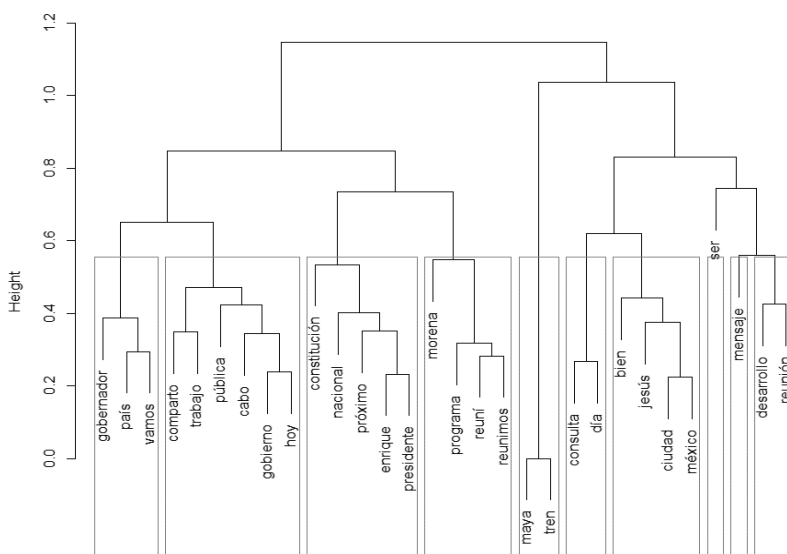 Height
1.2
1.0
0.8
0.6
0.4
0.2
0.0
gobernador
país
vamos
comparto
trabajo
pública
cabo
gobierno
hoy
constitución
nacional
próximo
enrique
presidente
morena
programa
reuní
reunimos
maya
tren
consulta
día
bien
jesús
ciudad
méxico
ser
mensaje
desarrollo
reunión